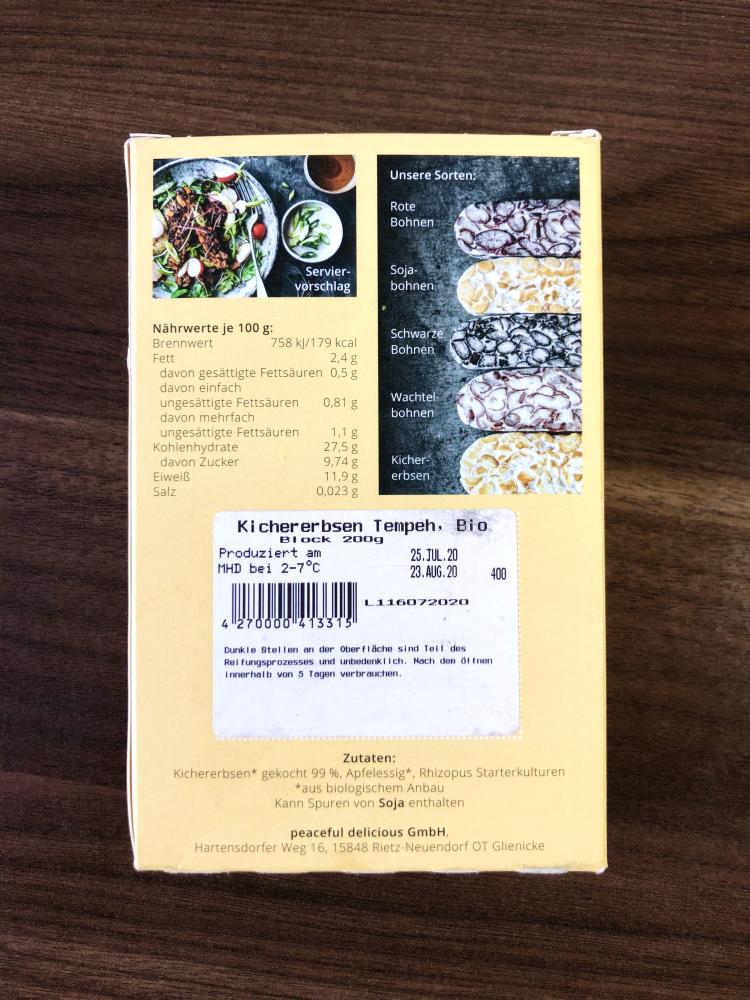 Servier-
vorschlag
Unsere Sorten:
Rote
Bohnen
Soja-
bohnen
Schwarze
Bohnen
Wachtel-
bohnen
Kicher-
erbsen
Nährwerte je 100 g:
Brennwert 758 kJ/179 kcal
Fett 2,4 g
davon gesättigte Fettsäuren 0,5 g
davon einfach
ungesättigte Fettsäuren 0,81 g
davon mehrfach
ungesättigte Fettsäuren 1,1 g
Kohlenhydrate 27,5 g
davon Zucker 9,74 g
Eiweiß 11,9 g
Salz 0,023 g
Kichererbsen Tempeh, Bio
Block 200g
Produziert am 25.JUL.20
MHD bei 2-7°C 23.AUG.20 400
L116072020
4 270000 413315
Dunkle Stellen an der Oberfläche sind Teil des
Reifungsprozesses und unbedenklich. Nach dem öffnen
innerhalb von 5 Tagen verbrauchen.
Zutaten:
Kichererbsen* gekocht 99 %, Apfelessig*, Rhizopus Starterkulturen
*aus biologischem Anbau
Kann Spuren von Soja enthalten
peaceful delicious GmbH.
Hartensdorfer Weg 16, 15848 Rietz-Neuendorf OT Glienicke